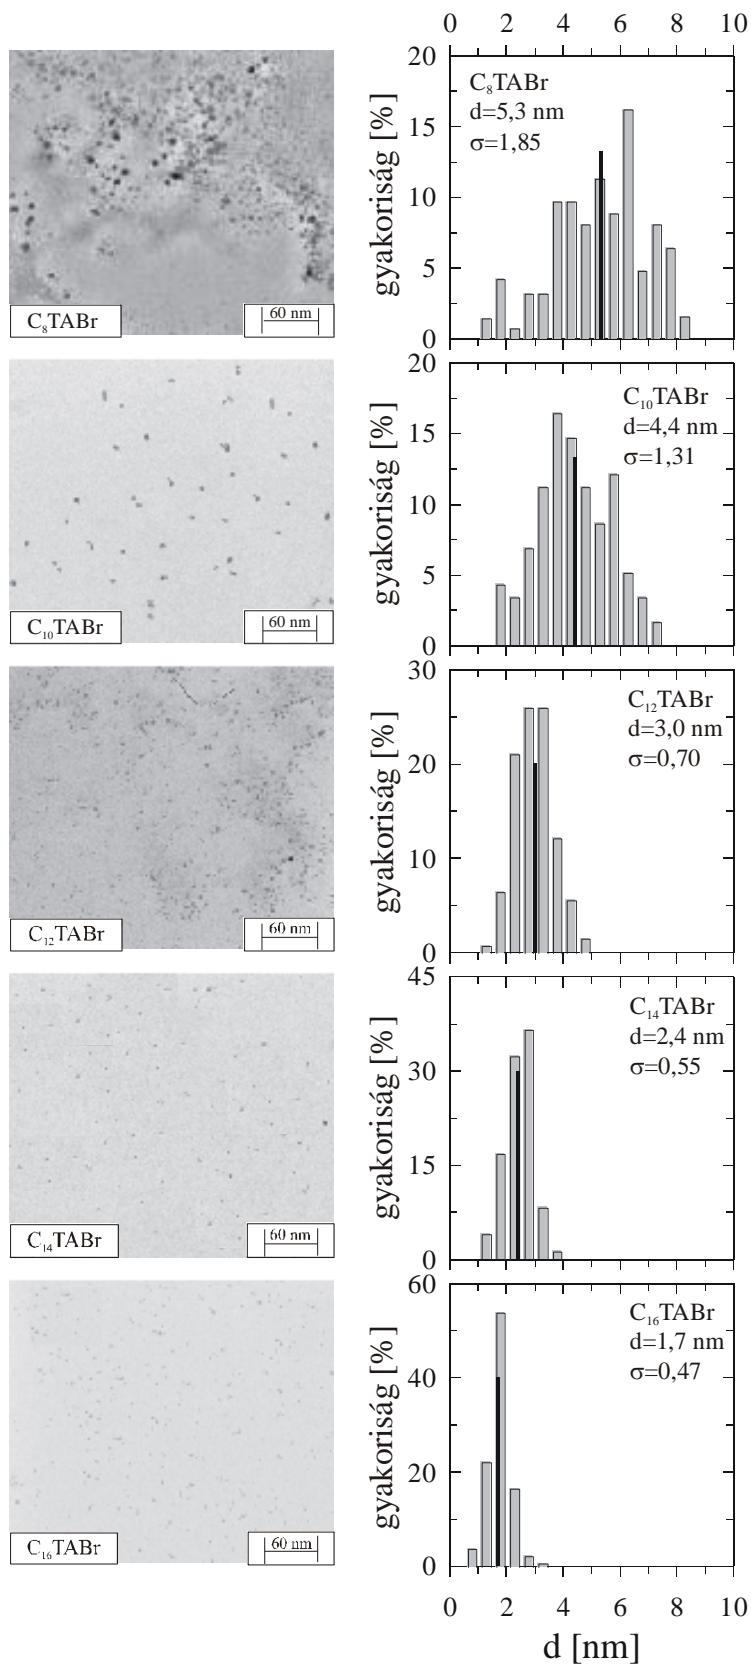 0 2 4 6 8 10
20
15
10
5
0
gyakoriság [%]
C₈TABr
d=5,3 nm
σ=1,85
C₈TABr
60 nm
20
15
10
5
0
gyakoriság [%]
C₁₀TABr
d=4,4 nm
σ=1,31
C₁₀TABr
60 nm
30
20
10
0
gyakoriság [%]
C₁₂TABr
d=3,0 nm
σ=0,70
C₁₂TABr
60 nm
45
30
15
0
gyakoriság [%]
C₁₄TABr
d=2,4 nm
σ=0,55
C₁₄TABr
60 nm
60
40
20
0
gyakoriság [%]
C₁₆TABr
d=1,7 nm
σ=0,47
C₁₆TABr
60 nm
0 2 4 6 8 10
d [nm]